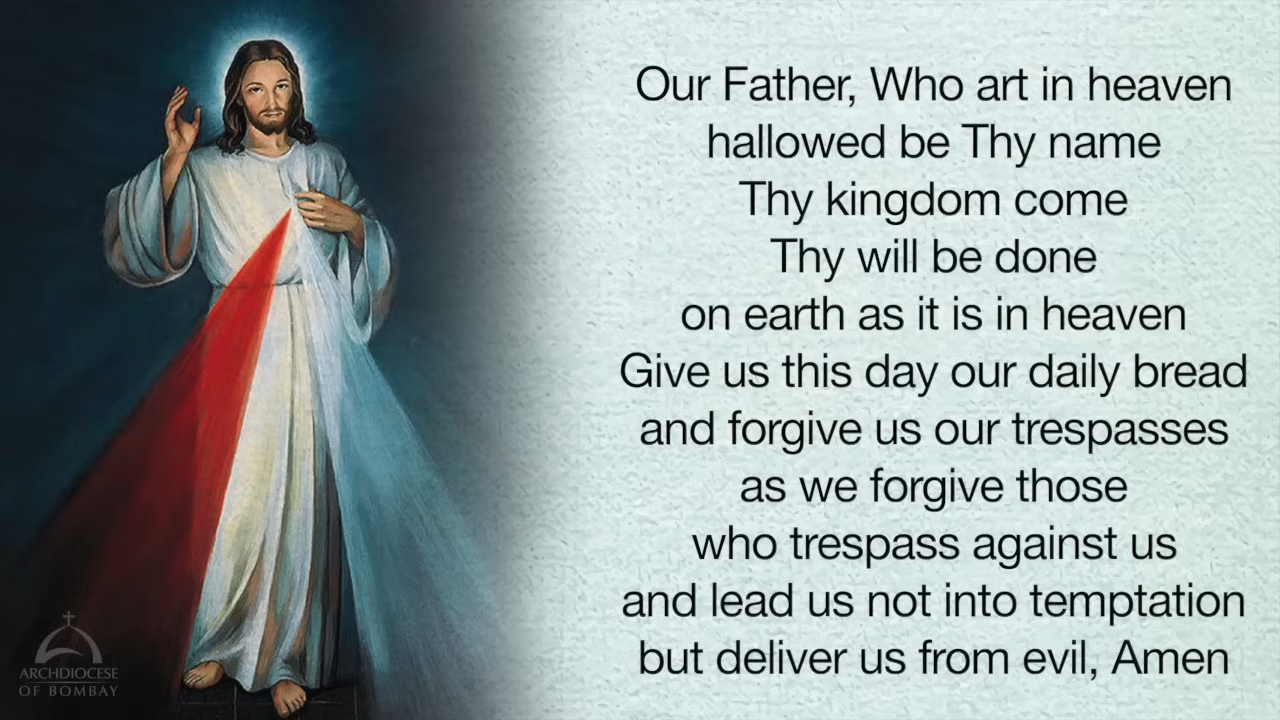 Our Father, Who art in heaven
hallowed be Thy name
Thy kingdom come
Thy will be done
on earth as it is in heaven
Give us this day our daily bread
and forgive us our trespasses
as we forgive those
who trespass against us
and lead us not into temptation
but deliver us from evil, Amen
ARCHDIOCESE
OF BOMBAY